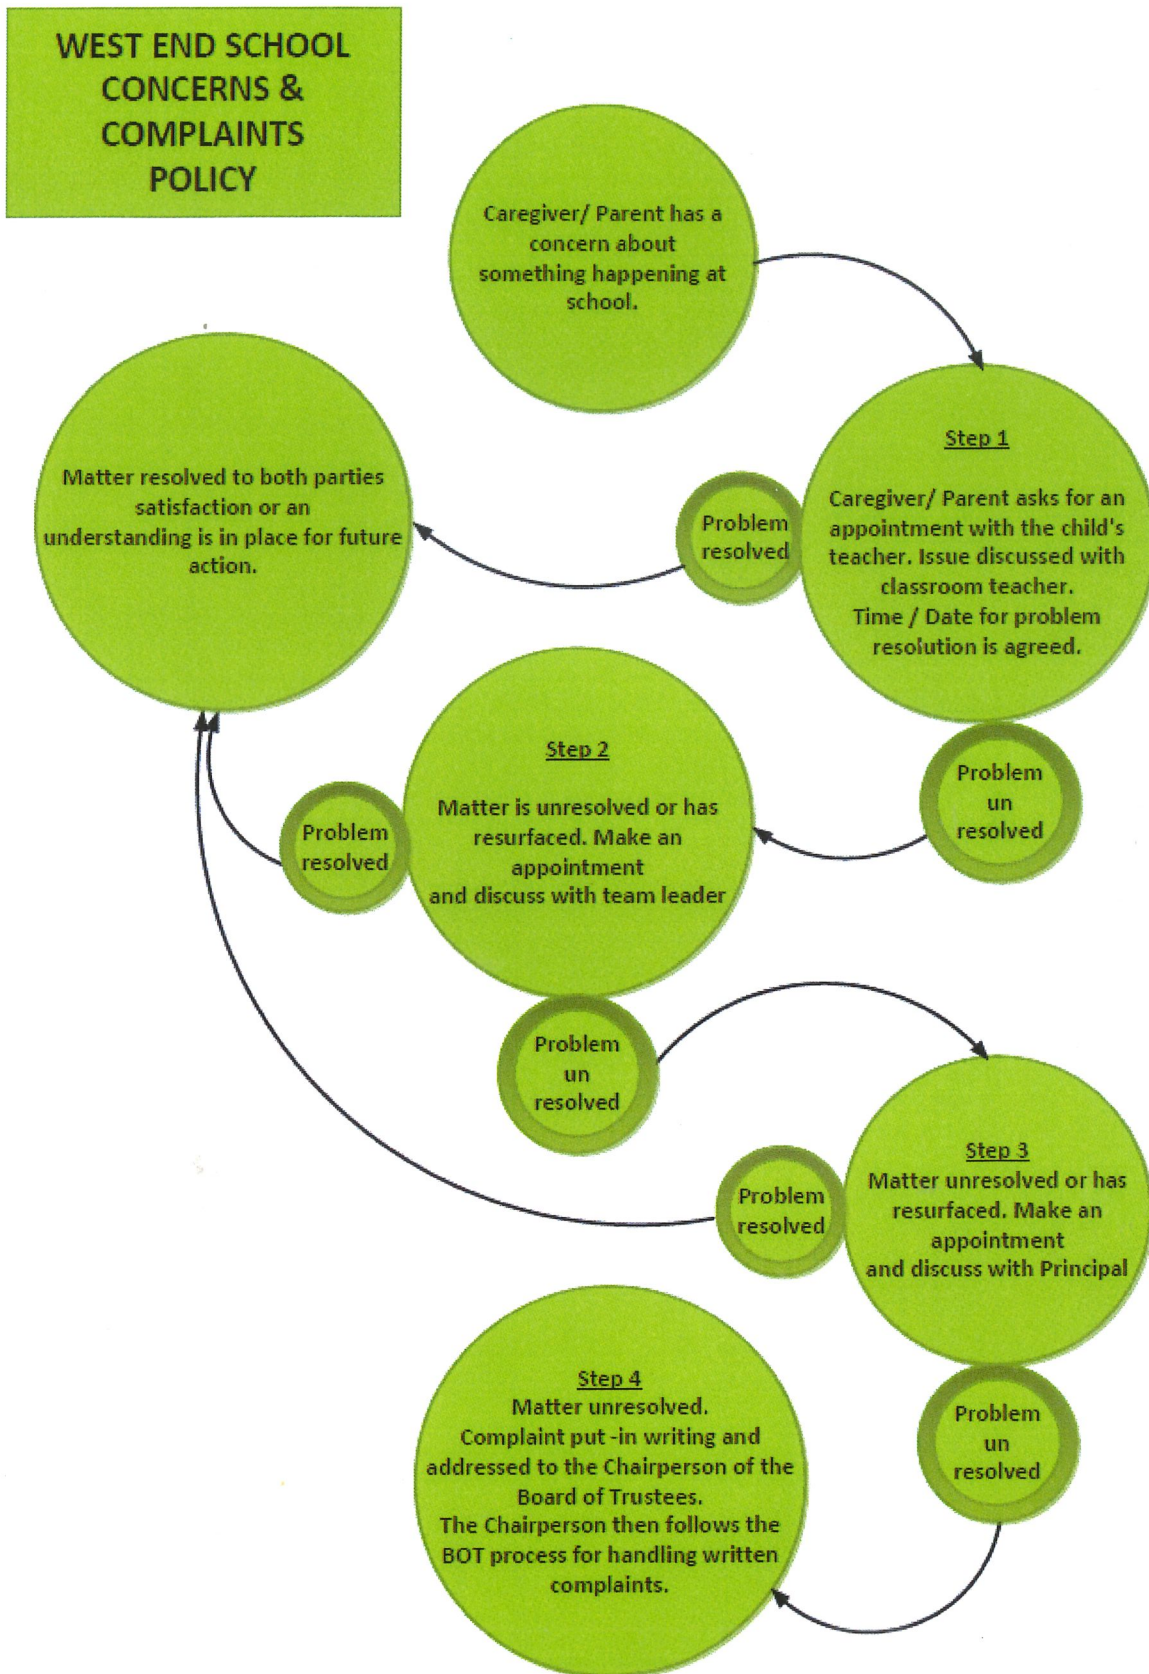 WEST END SCHOOL
CONCERNS &
COMPLAINTS
POLICY
Caregiver/ Parent has a
concern about
something happening at
school.
Step 1
Caregiver/ Parent asks for an
appointment with the child's
teacher. Issue discussed with
classroom teacher.
Time / Date for problem
resolution is agreed.
Problem
resolved
Matter resolved to both parties
satisfaction or an
understanding is in place for future
action.
Problem
un
resolved
Step 2
Matter is unresolved or has
resurfaced. Make an
appointment
and discuss with team leader
Problem
resolved
Problem
un
resolved
Step 3
Matter unresolved or has
resurfaced. Make an
appointment
and discuss with Principal
Problem
resolved
Problem
un
resolved
Step 4
Matter unresolved.
Complaint put -in writing and
addressed to the Chairperson of the
Board of Trustees.
The Chairperson then follows the
BOT process for handling written
complaints.